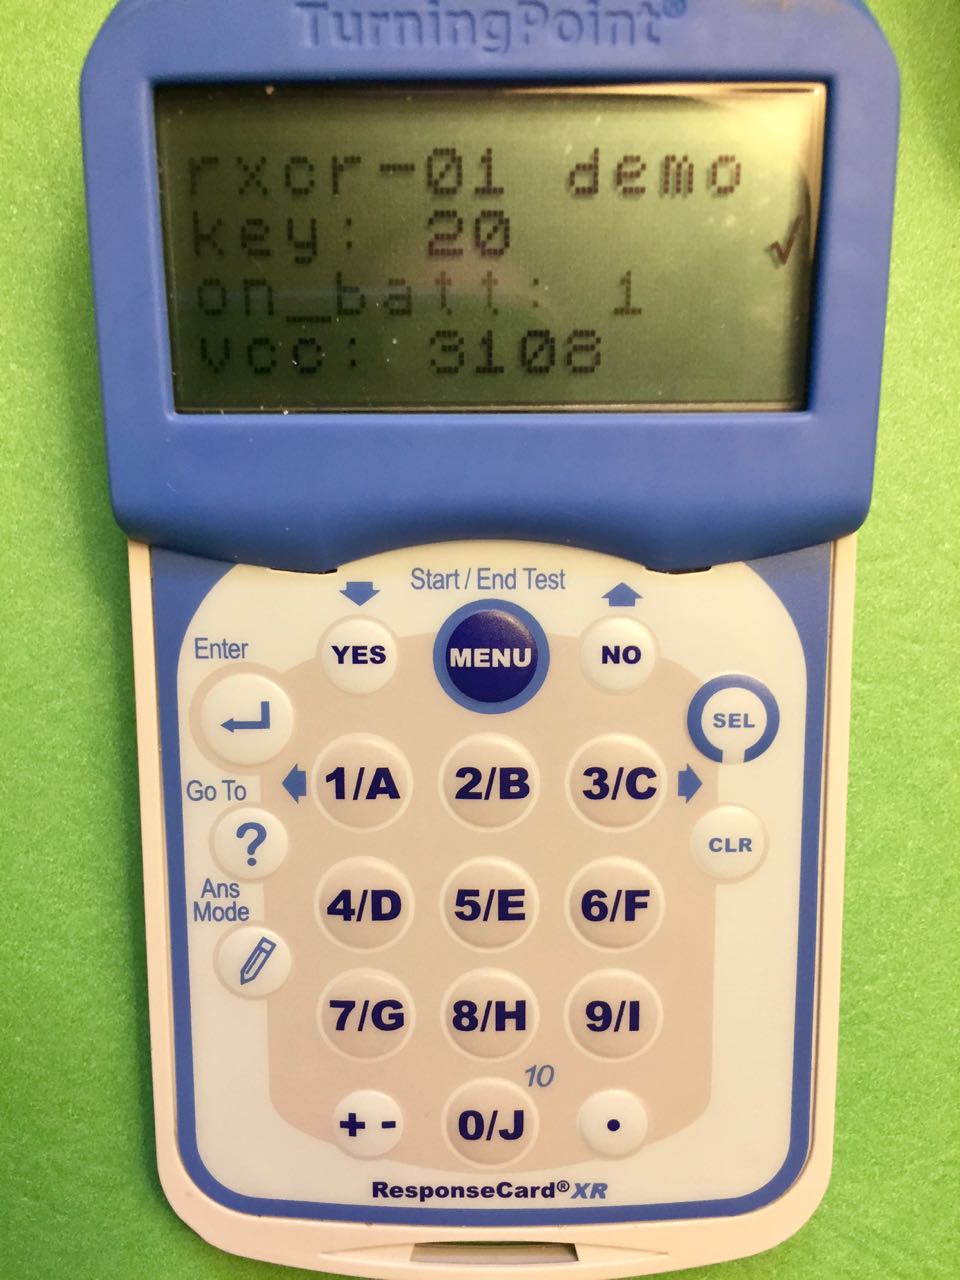 TurningPoint®
rxcr-01 demo
key: 20 ✓
on_batt: 1
vcc: 3108
Start / End Test
YES
MENU
NO
Enter
SEL
1/A
2/B
3/C
Go To
?
CLR
Ans
Mode
4/D
5/E
6/F
7/G
8/H
9/I
10
+ -
0/J
•
ResponseCard® XR